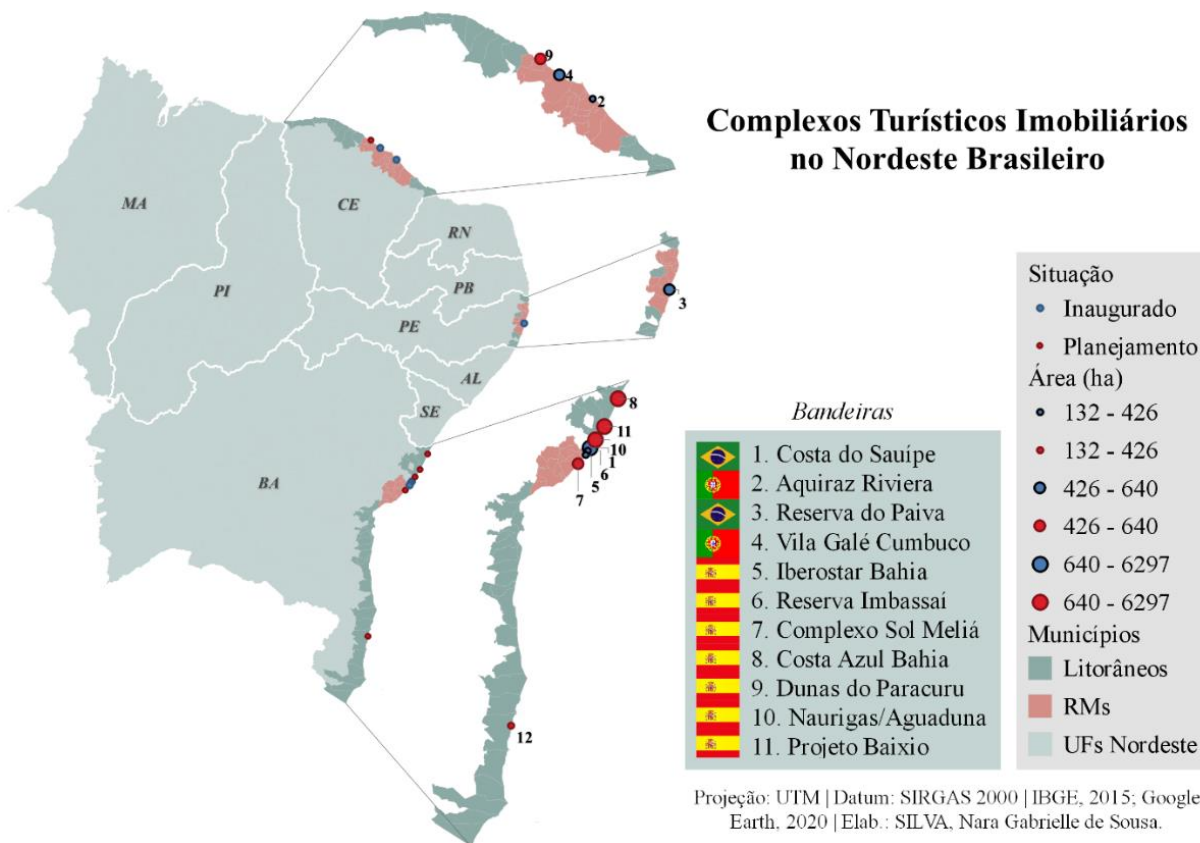 Complexos Turísticos Imobiliários
no Nordeste Brasileiro
9
4
2
MA
CE
RN
PI
PB
PE
AL
SE
BA
3
8
11
10
1
6
5
7
12
Bandeiras
1. Costa do Sauípe
2. Aquiraz Riviera
3. Reserva do Paiva
4. Vila Galé Cumbuco
5. Iberostar Bahia
6. Reserva Imbassaí
7. Complexo Sol Meliá
8. Costa Azul Bahia
9. Dunas do Paracuru
10. Naurigas/Aguaduna
11. Projeto Baixio
Situação
Inaugurado
Planejamento
Área (ha)
132 - 426
132 - 426
426 - 640
426 - 640
640 - 6297
640 - 6297
Municípios
Litorâneos
RMs
UFs Nordeste
Projeção: UTM | Datum: SIRGAS 2000 | IBGE, 2015; Google
Earth, 2020 | Elab.: SILVA, Nara Gabrielle de Sousa.